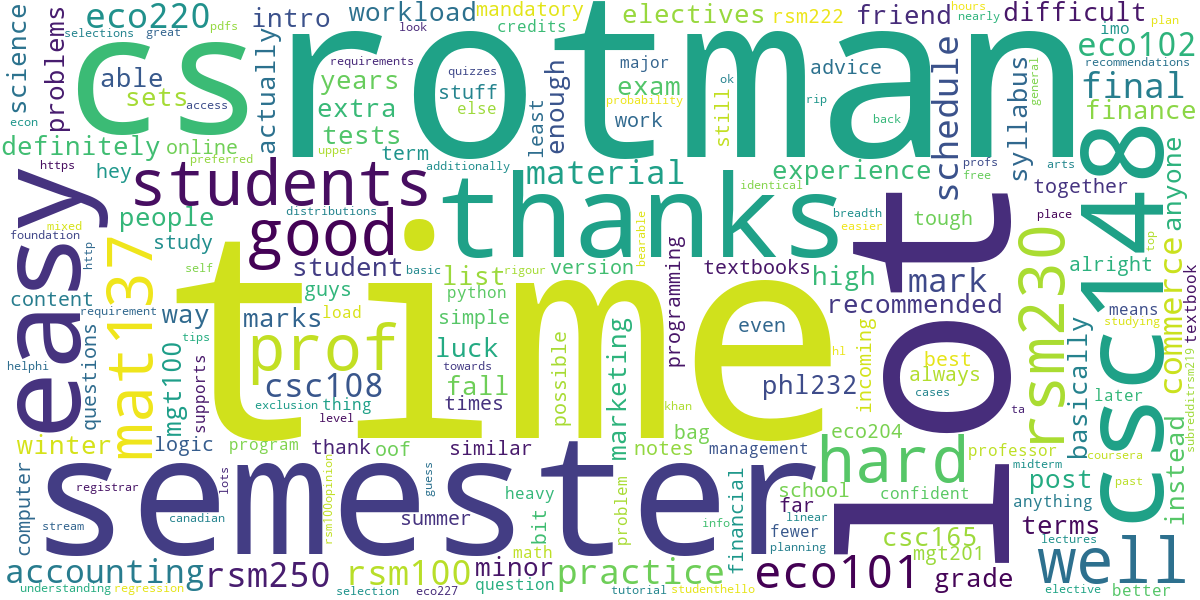 rotman
cs
time
semester
lot
thanks
csc148
easy
students
good
hard
well
prof
mat137
rsm230
eco101
csc108
eco220
eco102
accounting
rsm250
rsm100
practice
final
commerce
schedule
material
student
mark
marks
recommended
workload
mandatory
credits
electives
rsm222
friend
difficult
hours
nearly
imo
plan
intro
selections
great
pdfs
science
problems
able
sets
access
econ
actually
look
requirements
years
extra
tests
quizzes
stuff
else
enough
least
major
exam
probability
work
advice
ok
still
rip
back
general
syllabus
recommendations
finance
definitely
online
preferred
term
upper
additionally
experience
profs
free
arts
anyone
https
hey
mixed
foundation
people
distributions
identical
breadth
easier
tough
together
place
top
http
study
self
basic
rigour
bearable
guys
list
version
textbooks
high
alright
content
requirement
way
load
python
simple
programming
even
means
studying
textbook
questions
tips
helphi
mgt100
supports
luck
towards
fall
possible
marketing
khan
phl232
hl
incoming
best
always
cases
basically
later
subredditrsm219
exclusion
thing
level
times
winter
logic
program
thank
oof
similar
notes
bag
management
eco204
ta
professor
midterm
coursera
past
instead
computer
registrar
lots
rsm100opinion
guess
heavy
bit
problem
info
financial
school
far
confident
post
anything
stream
canadian
summer
math
linear
fewer
planning
csc165
mgt201
terms
lectures
understanding
regression
selection
minor
question
eco227
tutorial
studenthello
grade
elective
better